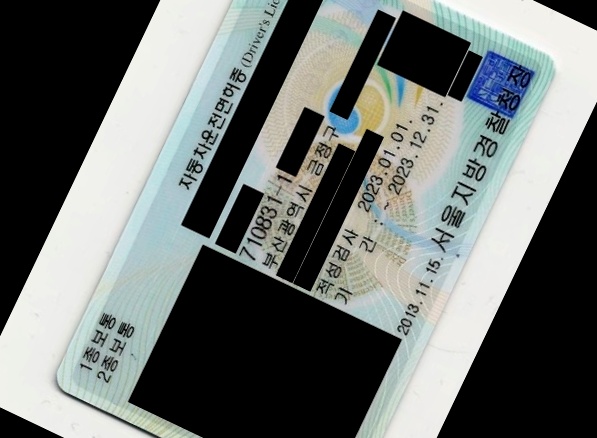 자동차운전면허증 (Driver's Lic
1종보통
2종보통
710831-1
부산광역시 금정구
적성검사 2023.01.01.
기 간 : ~ 2023.12.31.
2013.11.15. 서울지방경찰청장